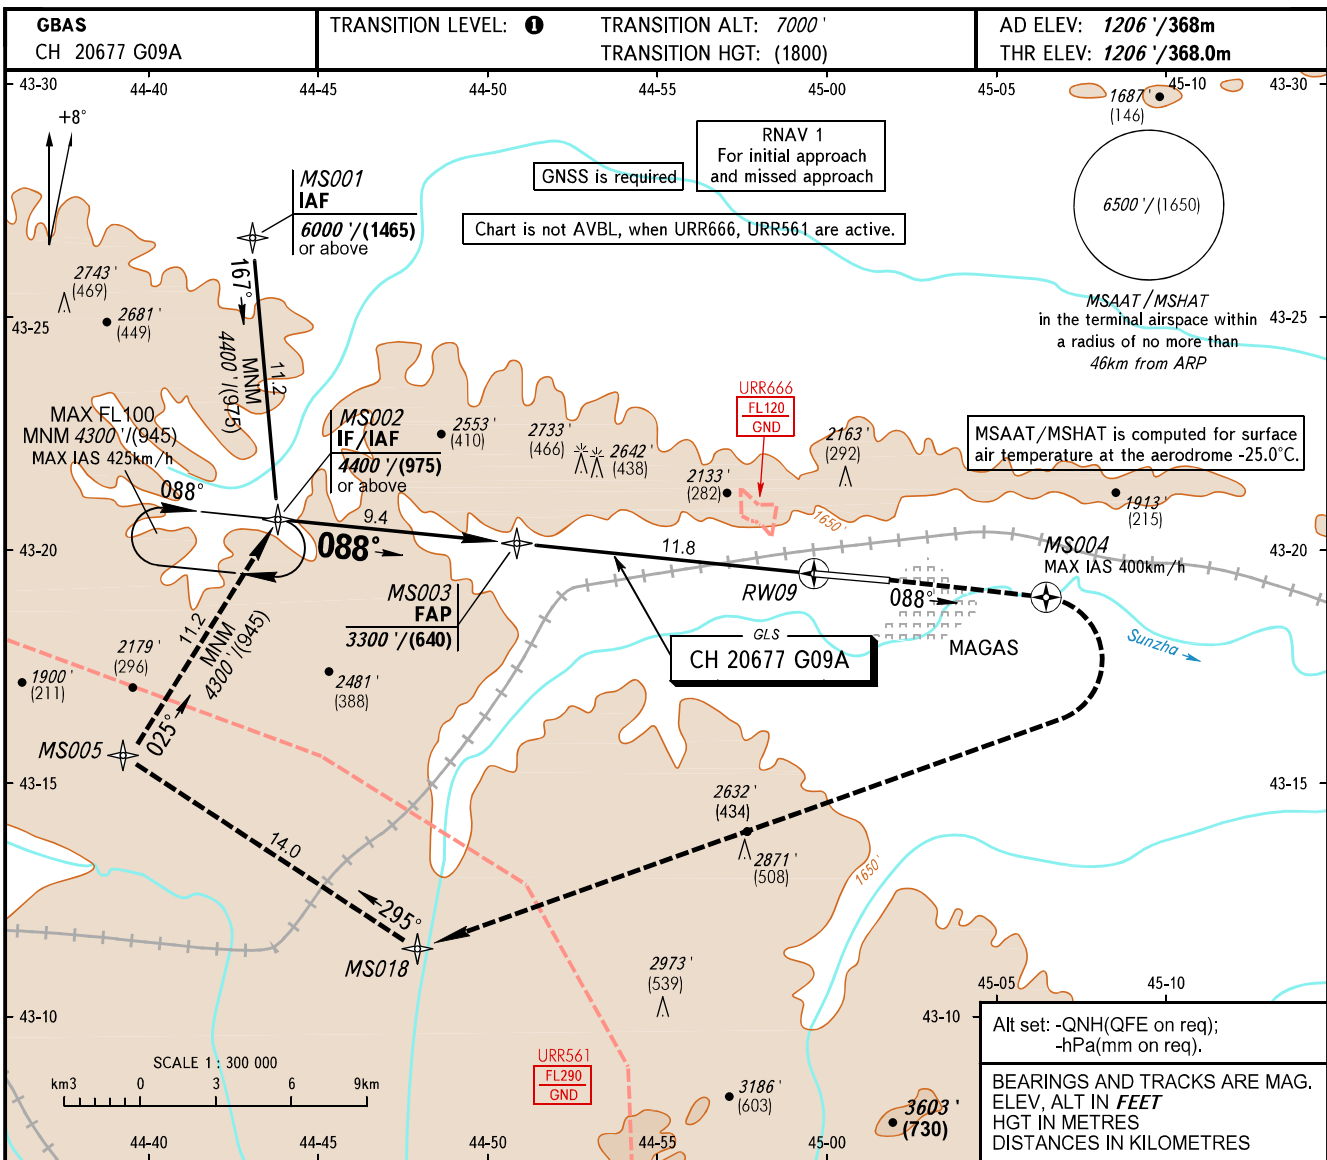 GBAS
CH 20677 G09A
TRANSITION LEVEL: ❶
TRANSITION ALT: 7000 '
TRANSITION HGT: (1800)
AD ELEV: 1206 '/368m
THR ELEV: 1206 '/368.0m
43-30
44-40
44-45
44-50
44-55
45-00
45-05
45-10
43-30
+8°
1687 '
(146)
RNAV 1
For initial approach
and missed approach
GNSS is required
Chart is not AVBL, when URR666, URR561 are active.
6500 '/(1650)
MSAAT/MSHAT
in the terminal airspace within
a radius of no more than
46km from ARP
MS001
IAF
6000 '/(1465)
or above
2743 '
(469)
2681 '
(449)
43-25
43-25
167°
MNM
4400 '/(975)
11.2
MAX FL100
MNM 4300 '/(945)
MAX IAS 425km/h
088°
MS002
IF/IAF
4400 '/(975)
or above
2553 '
(410)
2733 '
(466)
2642 '
(438)
URR666
FL120
GND
2133 '
(282)
2163 '
(292)
MSAAT/MSHAT is computed for surface
air temperature at the aerodrome -25.0°C.
1913 '
(215)
1650 '
9.4
088°
11.8
43-20
43-20
MS003
FAP
3300 '/(640)
RW09
088°
MS004
MAX IAS 400km/h
MAGAS
Sunzha
GLS
CH 20677 G09A
11.2
MNM
4300 '/(945)
025°
2179 '
(296)
1900 '
(211)
2481 '
(388)
MS005
43-15
43-15
2632 '
(434)
2871 '
(508)
1650 '
14.0
295°
MS018
2973 '
(539)
45-05
45-10
43-10
43-10
SCALE 1 : 300 000
km3
0
3
6
9km
URR561
FL290
GND
3186 '
(603)
3603 '
(730)
Alt set: -QNH(QFE on req);
-hPa(mm on req).
BEARINGS AND TRACKS ARE MAG.
ELEV, ALT IN FEET
HGT IN METRES
DISTANCES IN KILOMETRES
44-40
44-45
44-50
44-55
45-00